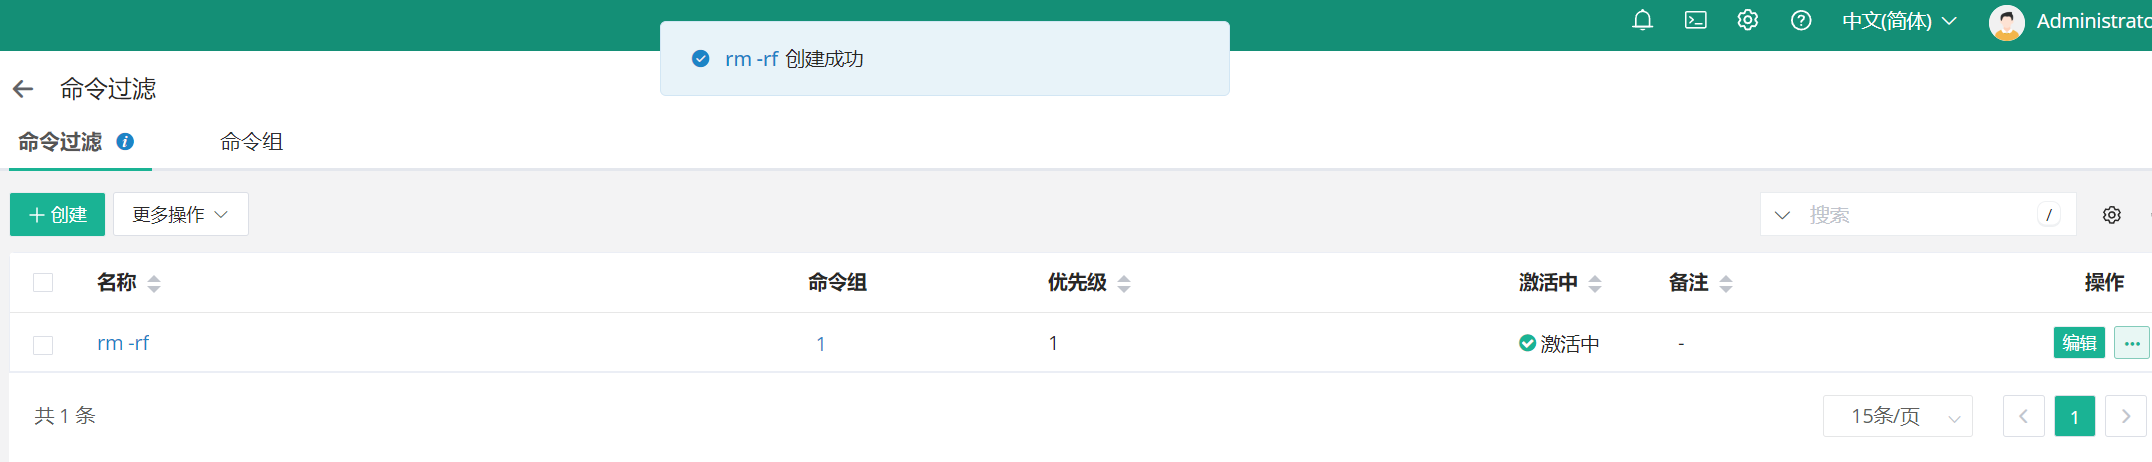 中文(简体)
Administrato
rm -rf 创建成功
命令过滤
命令过滤
命令组
创建
更多操作
搜索
/
名称
命令组
优先级
激活中
备注
操作
rm -rf
1
1
激活中
-
编辑
共 1 条
15条/页
1